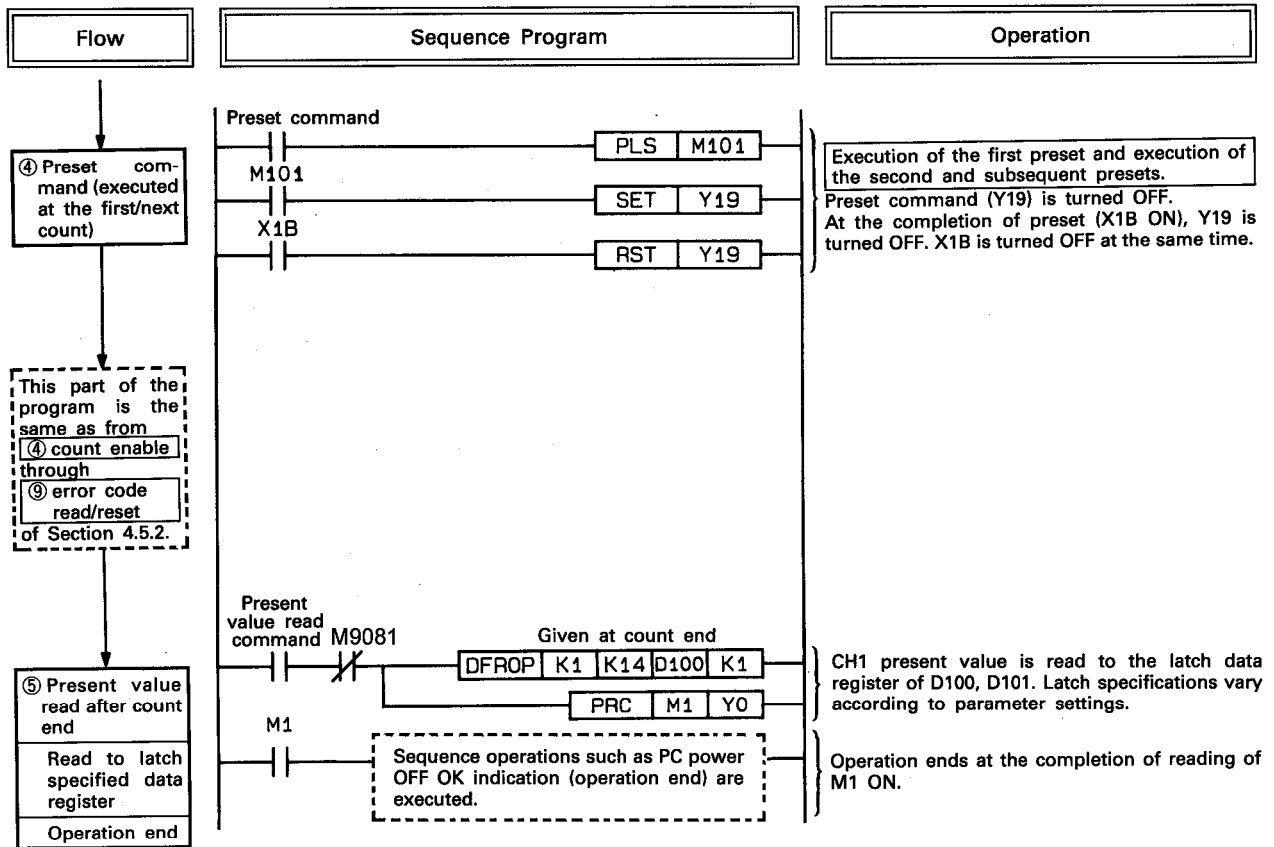 Flow
Sequence Program
Operation
④ Preset com-
mand (executed
at the first/next
count)
Preset command
PLS M101
M101
SET Y19
X1B
RST Y19
Execution of the first preset and execution of
the second and subsequent presets.
Preset command (Y19) is turned OFF.
At the completion of preset (X1B ON), Y19 is
turned OFF. X1B is turned OFF at the same time.
This part of the
program is the
same as from
④ count enable
through
⑨ error code
read/reset
of Section 4.5.2.
⑤ Present value
read after count
end
Read to latch
specified data
register
Operation end
Present
value read
command M9081
Given at count end
DFROP K1 K14 D100 K1
PRC M1 Y0
M1
Sequence operations such as PC power
OFF OK indication (operation end) are
executed.
CH1 present value is read to the latch data
register of D100, D101. Latch specifications vary
according to parameter settings.
Operation ends at the completion of reading of
M1 ON.